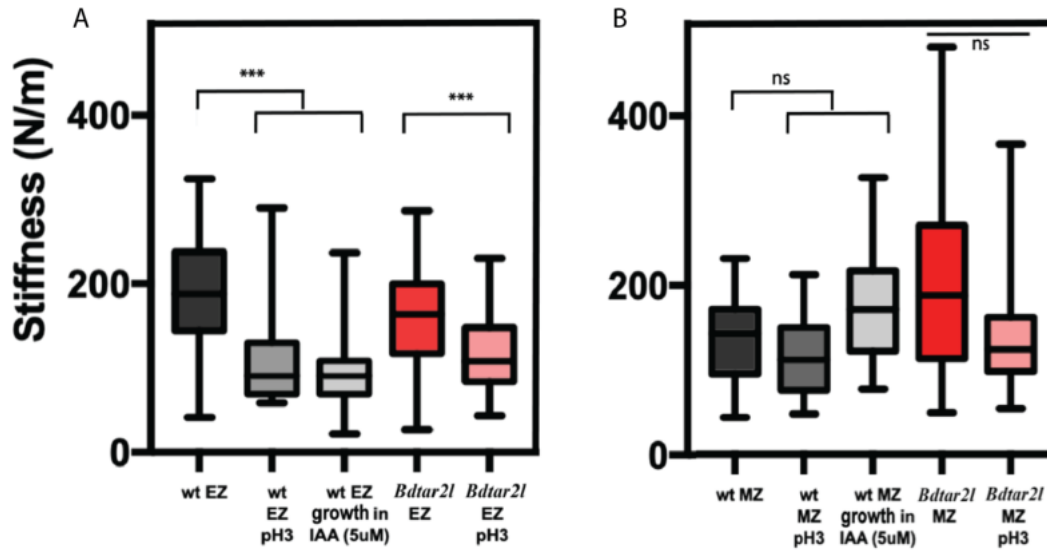 A
B
Stiffness (N/m)
400
200
0
***
***
wt EZ
wt
EZ
pH3
wt EZ
growth in
IAA (5uM)
Bdtar2l
EZ
Bdtar2l
EZ
pH3
400
200
0
ns
ns
wt MZ
wt
MZ
pH3
wt MZ
growth in
IAA (5uM)
Bdtar2l
MZ
Bdtar2l
MZ
pH3